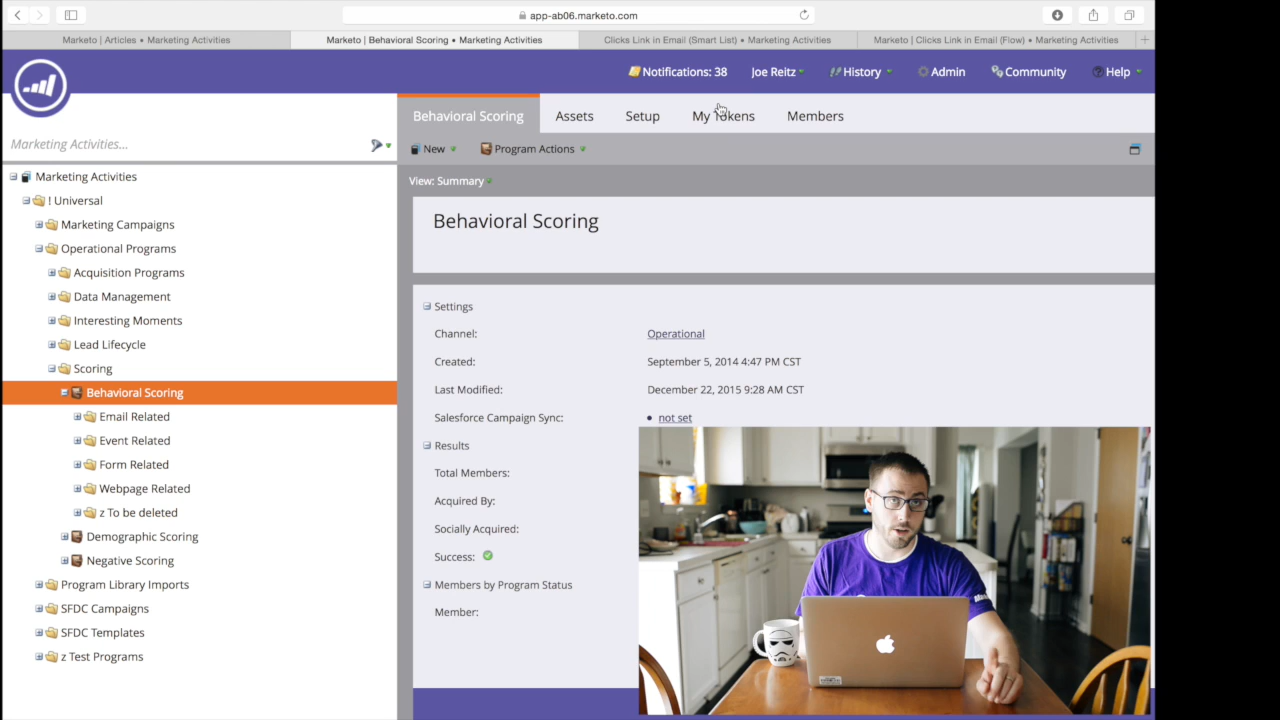 app-ab06.marketo.com
Marketo | Articles • Marketing Activities
Marketo | Behavioral Scoring • Marketing Activities
Clicks Link in Email (Smart List) • Marketing Activities
Marketo | Clicks Link in Email (Flow) • Marketing Activities
Notifications: 38 Joe Reitz History Admin Community Help
Behavioral Scoring Assets Setup My Tokens Members
Marketing Activities...
New Program Actions
View: Summary
Marketing Activities
! Universal
Marketing Campaigns
Operational Programs
Acquisition Programs
Data Management
Interesting Moments
Lead Lifecycle
Scoring
Behavioral Scoring
Email Related
Event Related
Form Related
Webpage Related
z To be deleted
Demographic Scoring
Negative Scoring
Program Library Imports
SFDC Campaigns
SFDC Templates
z Test Programs
Behavioral Scoring
Settings
Channel: Operational
Created: September 5, 2014 4:47 PM CST
Last Modified: December 22, 2015 9:28 AM CST
Salesforce Campaign Sync: • not set
Results
Total Members:
Acquired By:
Socially Acquired:
Success:
Members by Program Status
Member: